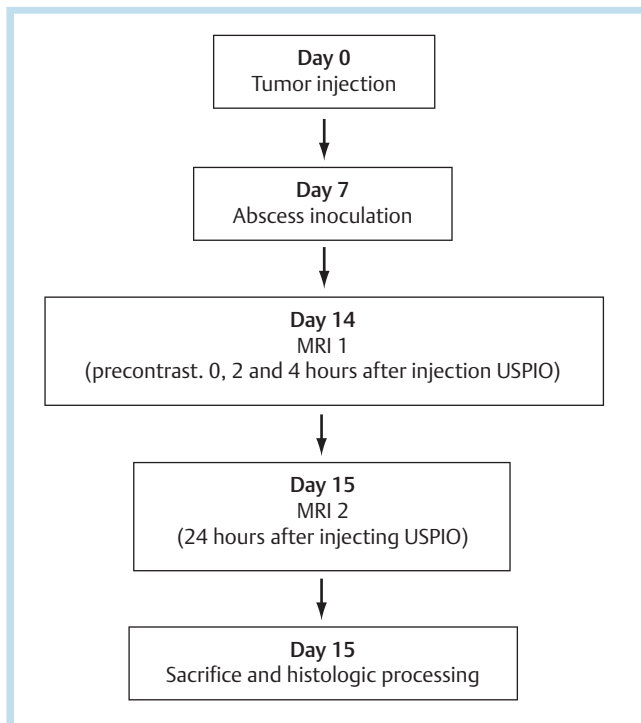 Day 0
Tumor injection
Day 7
Abscess inoculation
Day 14
MRI 1
(precontrast. 0, 2 and 4 hours after injection USPIO)
Day 15
MRI 2
(24 hours after injecting USPIO)
Day 15
Sacrifice and histologic processing